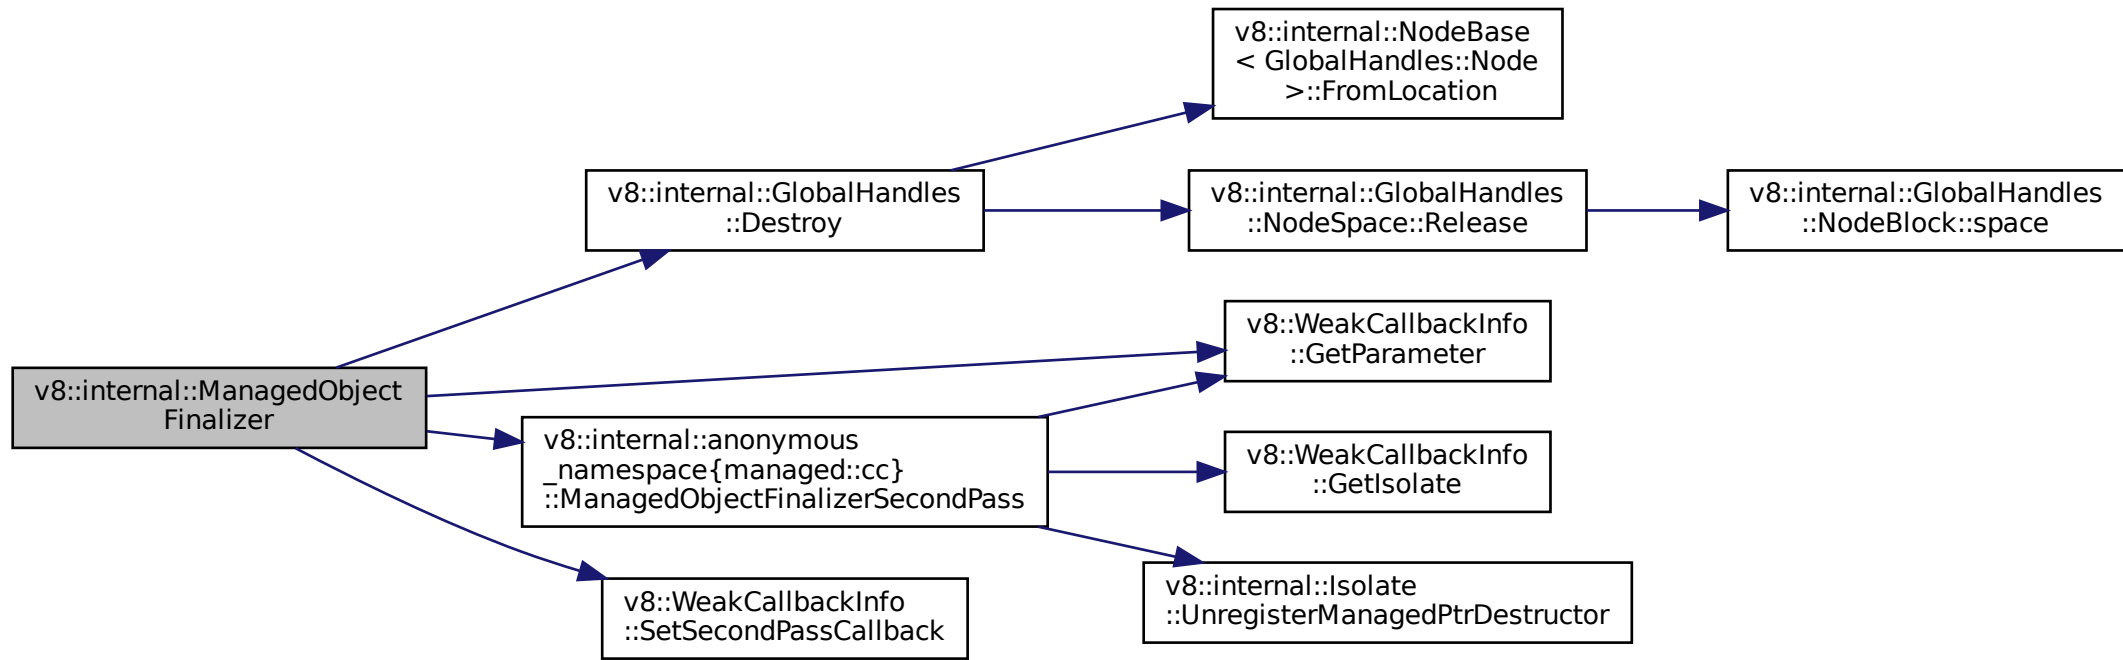 v8::internal::NodeBase
< GlobalHandles::Node
>::FromLocation
v8::internal::GlobalHandles
::Destroy
v8::internal::GlobalHandles
::NodeSpace::Release
v8::internal::GlobalHandles
::NodeBlock::space
v8::WeakCallbackInfo
::GetParameter
v8::internal::ManagedObject
Finalizer
v8::internal::anonymous
_namespace{managed::cc}
::ManagedObjectFinalizerSecondPass
v8::WeakCallbackInfo
::GetIsolate
v8::WeakCallbackInfo
::SetSecondPassCallback
v8::internal::Isolate
::UnregisterManagedPtrDestructor